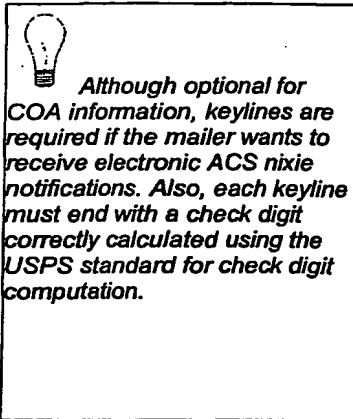 Although optional for
COA information, keylines are
required if the mailer wants to
receive electronic ACS nixie
notifications. Also, each keyline
must end with a check digit
correctly calculated using the
USPS standard for check digit
computation.